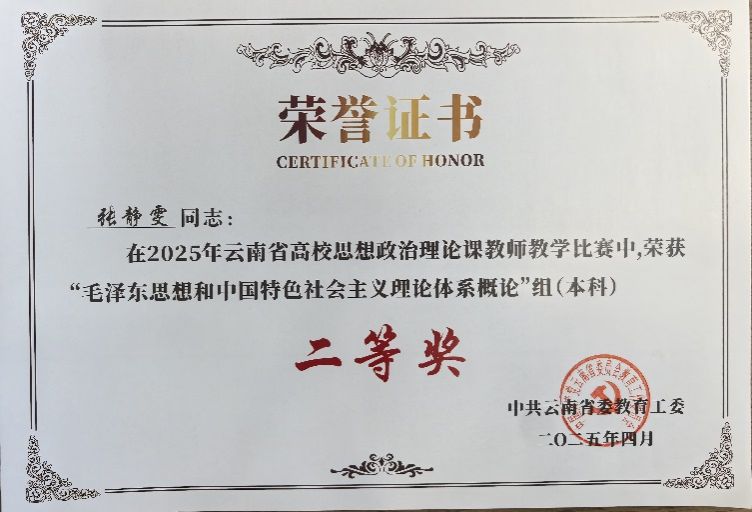 荣誉证书
CERTIFICATE OF HONOR
张静雯 同志:
在2025年云南省高校思想政治理论课教师教学比赛中,荣获
“毛泽东思想和中国特色社会主义理论体系概论”组(本科)
二等奖
中共云南省委教育工委
二〇二五年四月